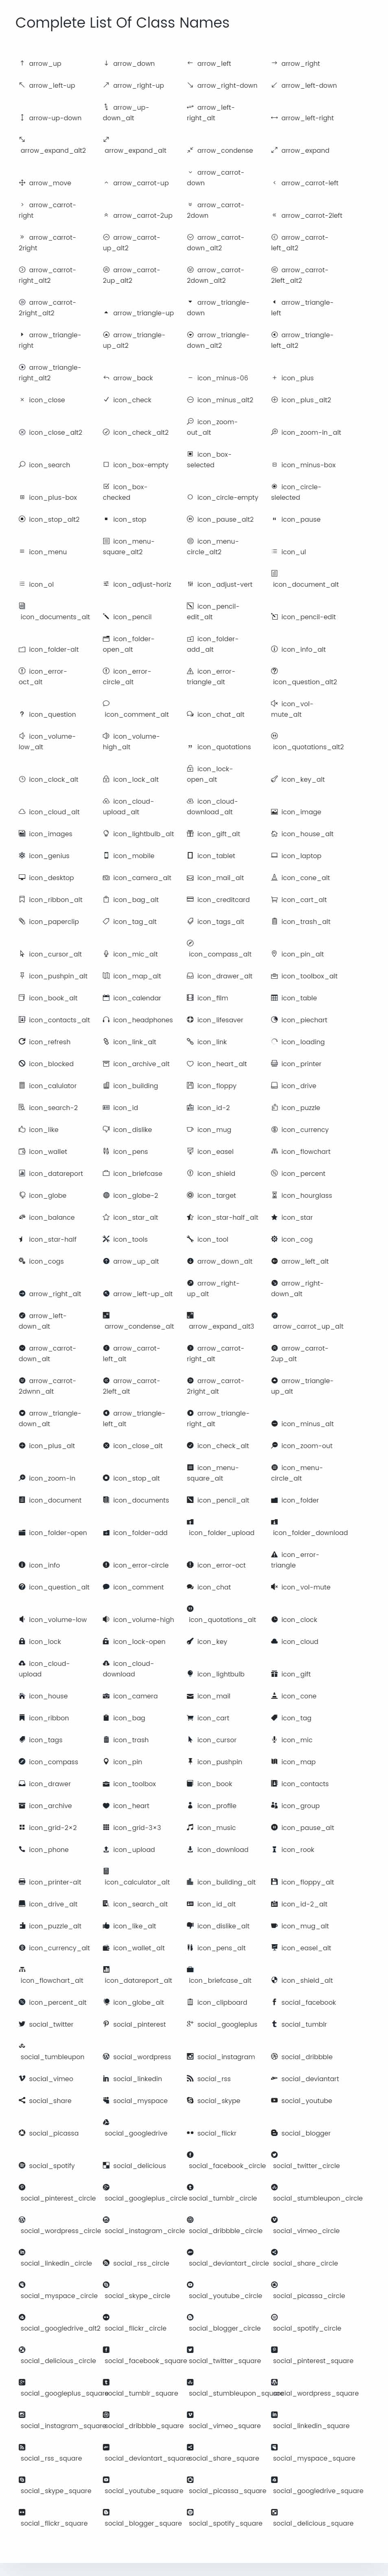 Complete List Of Class Names
arrow_up arrow_down arrow_left arrow_right
arrow_left-up arrow_right-up arrow_right-down arrow_left-down
arrow-up-down arrow_up-down_alt arrow_left-right_alt arrow_left-right
arrow_expand_alt2 arrow_expand_alt arrow_condense arrow_expand
arrow_move arrow_carrot-up arrow_carrot-down arrow_carrot-left
arrow_carrot-right arrow_carrot-2up arrow_carrot-2down arrow_carrot-2left
arrow_carrot-2right arrow_carrot-up_alt2 arrow_carrot-down_alt2 arrow_carrot-left_alt2
arrow_carrot-right_alt2 arrow_carrot-2up_alt2 arrow_carrot-2down_alt2 arrow_carrot-2left_alt2
arrow_carrot-2right_alt2 arrow_triangle-up arrow_triangle-down arrow_triangle-left
arrow_triangle-right arrow_triangle-up_alt2 arrow_triangle-down_alt2 arrow_triangle-left_alt2
arrow_triangle-right_alt2 arrow_back icon_minus-06 icon_plus
icon_close icon_check icon_minus_alt2 icon_plus_alt2
icon_close_alt2 icon_check_alt2 icon_zoom-out_alt icon_zoom-in_alt
icon_search icon_box-empty icon_box-selected icon_minus-box
icon_plus-box icon_box-checked icon_circle-empty icon_circle-slelected
icon_stop_alt2 icon_stop icon_pause_alt2 icon_pause
icon_menu icon_menu-square_alt2 icon_menu-circle_alt2 icon_ul
icon_ol icon_adjust-horiz icon_adjust-vert icon_document_alt
icon_documents_alt icon_pencil icon_pencil-edit_alt icon_pencil-edit
icon_folder-alt icon_folder-open_alt icon_folder-add_alt icon_info_alt
icon_error-oct_alt icon_error-circle_alt icon_error-triangle_alt icon_question_alt2
icon_question icon_comment_alt icon_chat_alt icon_vol-mute_alt
icon_volume-low_alt icon_volume-high_alt icon_quotations icon_quotations_alt2
icon_clock_alt icon_lock_alt icon_lock-open_alt icon_key_alt
icon_cloud_alt icon_cloud-upload_alt icon_cloud-download_alt icon_image
icon_images icon_lightbulb_alt icon_gift_alt icon_house_alt
icon_genius icon_mobile icon_tablet icon_laptop
icon_desktop icon_camera_alt icon_mail_alt icon_cone_alt
icon_ribbon_alt icon_bag_alt icon_creditcard icon_cart_alt
icon_paperclip icon_tag_alt icon_tags_alt icon_trash_alt
icon_cursor_alt icon_mic_alt icon_compass_alt icon_pin_alt
icon_pushpin_alt icon_map_alt icon_drawer_alt icon_toolbox_alt
icon_book_alt icon_calendar icon_film icon_table
icon_contacts_alt icon_headphones icon_lifesaver icon_piechart
icon_refresh icon_link_alt icon_link icon_loading
icon_blocked icon_archive_alt icon_heart_alt icon_printer
icon_calulator icon_building icon_floppy icon_drive
icon_search-2 icon_id icon_id-2 icon_puzzle
icon_like icon_dislike icon_mug icon_currency
icon_wallet icon_pens icon_easel icon_flowchart
icon_datareport icon_briefcase icon_shield icon_percent
icon_globe icon_globe-2 icon_target icon_hourglass
icon_balance icon_star_alt icon_star-half_alt icon_star
icon_star-half icon_tools icon_tool icon_cog
icon_cogs arrow_up_alt arrow_down_alt arrow_left_alt
arrow_right_alt arrow_left-up_alt arrow_right-up_alt arrow_right-down_alt
arrow_left-down_alt arrow_condense_alt arrow_expand_alt3 arrow_carrot_up_alt
arrow_carrot-down_alt arrow_carrot-left_alt arrow_carrot-right_alt arrow_carrot-2up_alt
arrow_carrot-2dwnn_alt arrow_carrot-2left_alt arrow_carrot-2right_alt arrow_triangle-up_alt
arrow_triangle-down_alt arrow_triangle-left_alt arrow_triangle-right_alt icon_minus_alt
icon_plus_alt icon_close_alt icon_check_alt icon_zoom-out
icon_zoom-in icon_stop_alt icon_menu-square_alt icon_menu-circle_alt
icon_document icon_documents icon_pencil_alt icon_folder
icon_folder-open icon_folder-add icon_folder_upload icon_folder_download
icon_info icon_error-circle icon_error-oct icon_error-triangle
icon_question_alt icon_comment icon_chat icon_vol-mute
icon_volume-low icon_volume-high icon_quotations_alt icon_clock
icon_lock icon_lock-open icon_key icon_cloud
icon_cloud-upload icon_cloud-download icon_lightbulb icon_gift
icon_house icon_camera icon_mail icon_cone
icon_ribbon icon_bag icon_cart icon_tag
icon_tags icon_trash icon_cursor icon_mic
icon_compass icon_pin icon_pushpin icon_map
icon_drawer icon_toolbox icon_book icon_contacts
icon_archive icon_heart icon_profile icon_group
icon_grid-2×2 icon_grid-3×3 icon_music icon_pause_alt
icon_phone icon_upload icon_download icon_rook
icon_printer-alt icon_calculator_alt icon_building_alt icon_floppy_alt
icon_drive_alt icon_search_alt icon_id_alt icon_id-2_alt
icon_puzzle_alt icon_like_alt icon_dislike_alt icon_mug_alt
icon_currency_alt icon_wallet_alt icon_pens_alt icon_easel_alt
icon_flowchart_alt icon_datareport_alt icon_briefcase_alt icon_shield_alt
icon_percent_alt icon_globe_alt icon_clipboard social_facebook
social_twitter social_pinterest social_googleplus social_tumblr
social_tumbleupon social_wordpress social_instagram social_dribbble
social_vimeo social_linkedin social_rss social_deviantart
social_share social_myspace social_skype social_youtube
social_picassa social_googledrive social_flickr social_blogger
social_spotify social_delicious social_facebook_circle social_twitter_circle
social_pinterest_circle social_googleplus_circle social_tumblr_circle social_stumbleupon_circle
social_wordpress_circle social_instagram_circle social_dribbble_circle social_vimeo_circle
social_linkedin_circle social_rss_circle social_deviantart_circle social_share_circle
social_myspace_circle social_skype_circle social_youtube_circle social_picassa_circle
social_googledrive_alt2 social_flickr_circle social_blogger_circle social_spotify_circle
social_delicious_circle social_facebook_square social_twitter_square social_pinterest_square
social_googleplus_square social_tumblr_square social_stumbleupon_square social_wordpress_square
social_instagram_square social_dribbble_square social_vimeo_square social_linkedin_square
social_rss_square social_deviantart_square social_share_square social_myspace_square
social_skype_square social_youtube_square social_picassa_square social_googledrive_square
social_flickr_square social_blogger_square social_spotify_square social_delicious_square